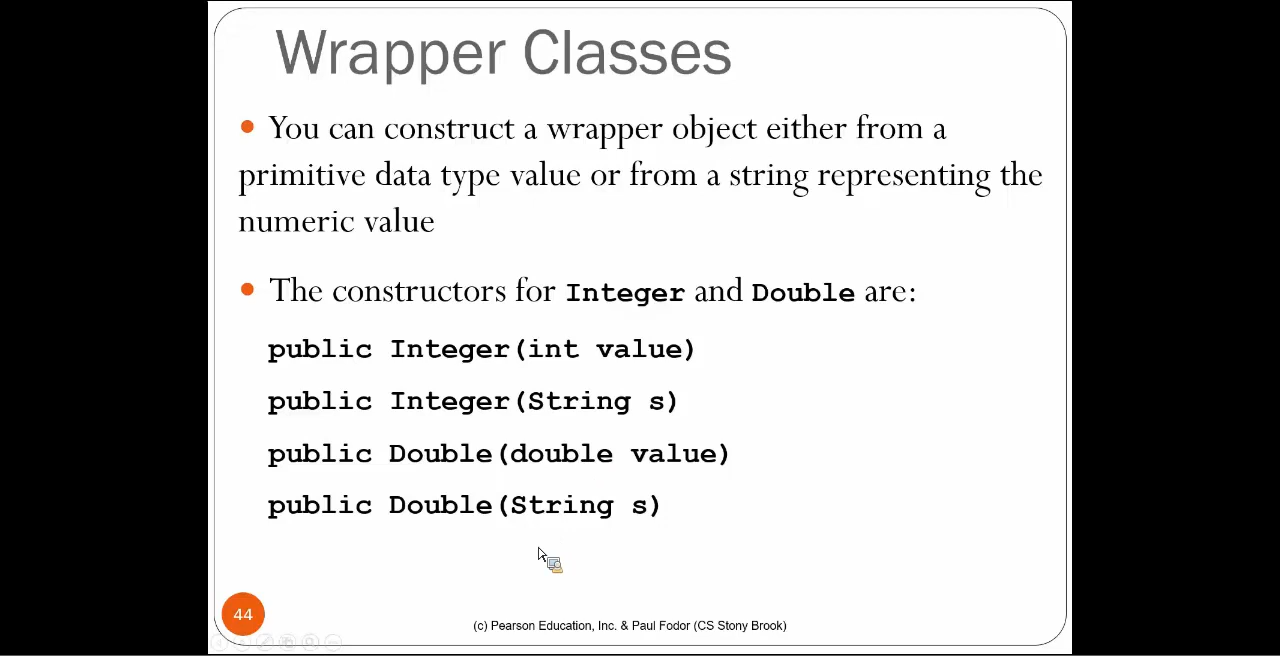 Wrapper Classes
• You can construct a wrapper object either from a
primitive data type value or from a string representing the
numeric value
• The constructors for Integer and Double are:
public Integer(int value)
public Integer(String s)
public Double(double value)
public Double(String s)
44
(c) Pearson Education, Inc. & Paul Fodor (CS Stony Brook)